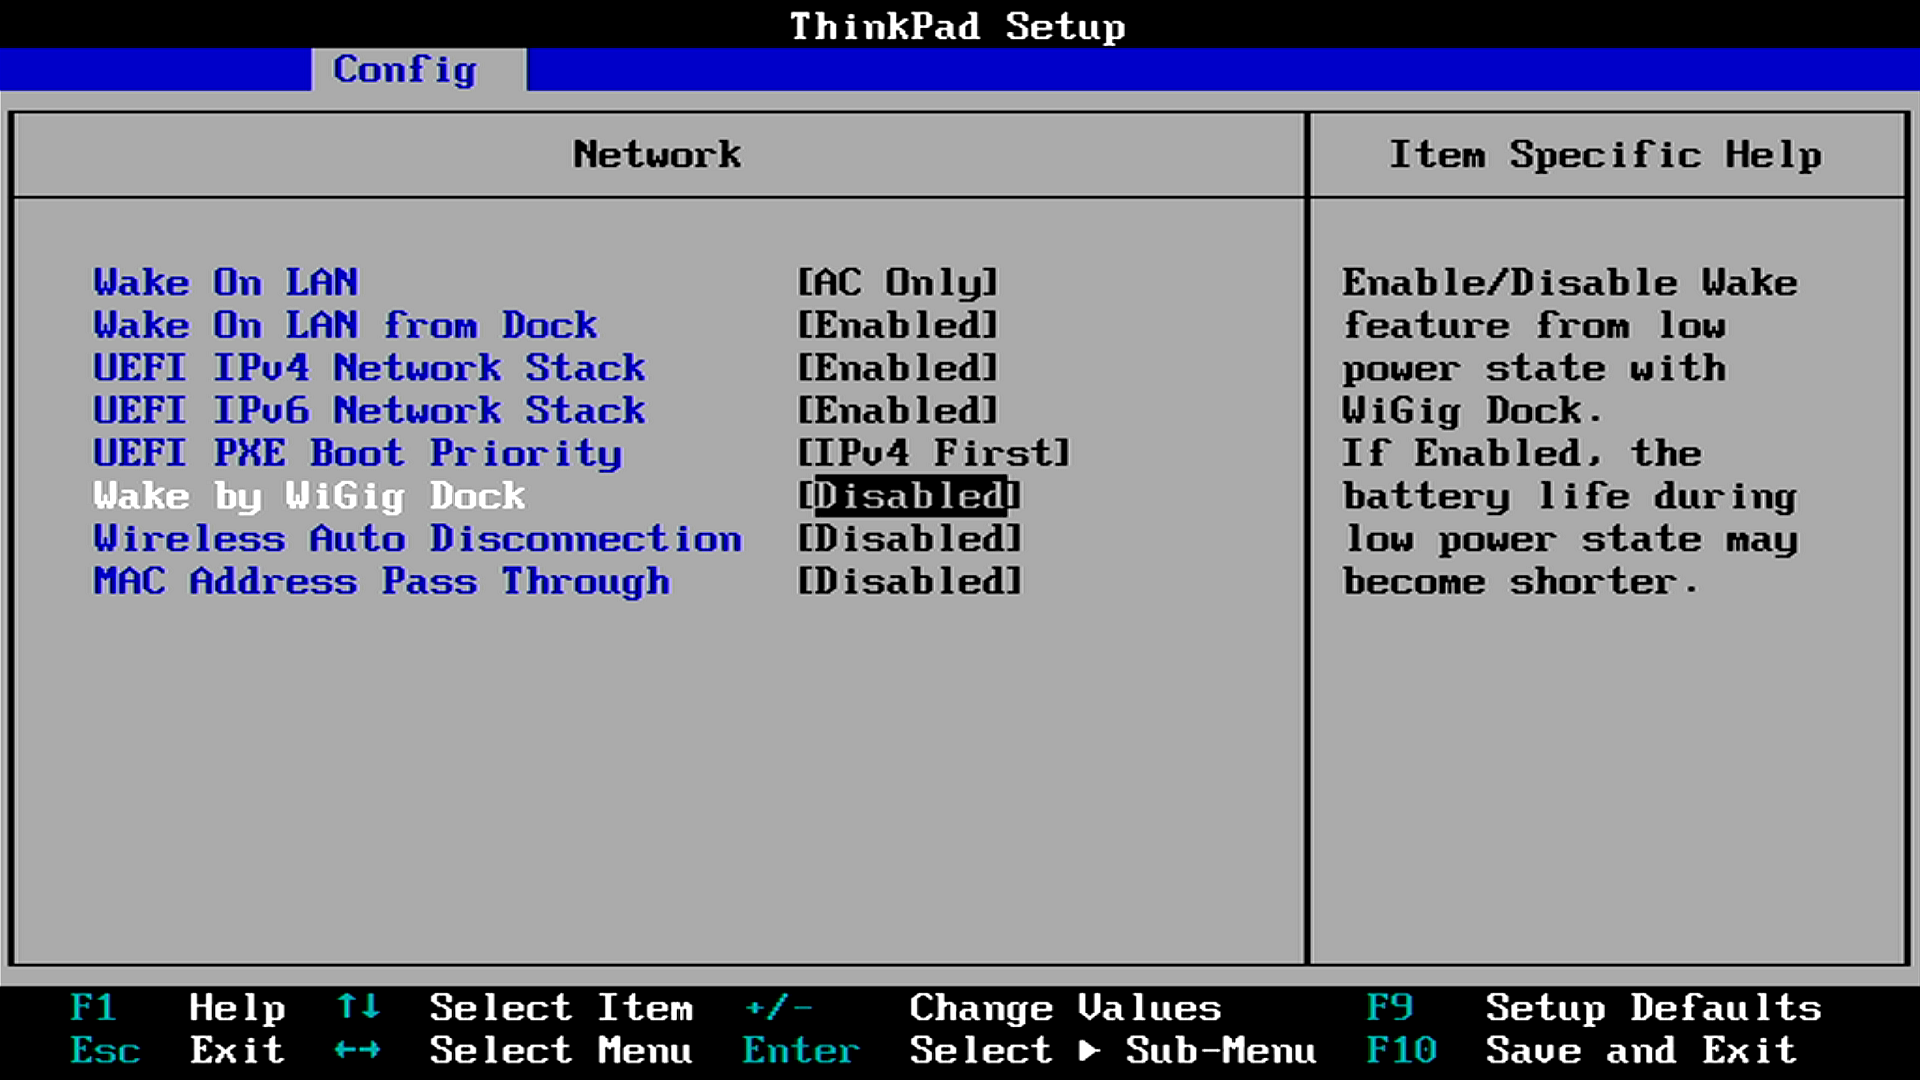 ThinkPad Setup
Config
Network
Item Specific Help
Wake On LAN [AC Only]
Wake On LAN from Dock [Enabled]
UEFI IPv4 Network Stack [Enabled]
UEFI IPv6 Network Stack [Enabled]
UEFI PXE Boot Priority [IPv4 First]
Wake by WiGig Dock [Disabled]
Wireless Auto Disconnection [Disabled]
MAC Address Pass Through [Disabled]
Enable/Disable Wake
feature from low
power state with
WiGig Dock.
If Enabled, the
battery life during
low power state may
become shorter.
F1 Help ↑↓ Select Item +/- Change Values F9 Setup Defaults
Esc Exit ←→ Select Menu Enter Select ▶ Sub-Menu F10 Save and Exit